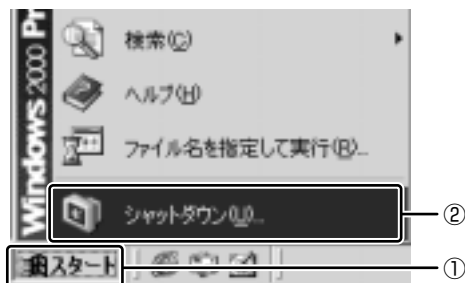 Windows 2000 Pr
検索(C)
ヘルプ(H)
ファイル名を指定して実行(R)...
シャットダウン(U)...
②
スタート
①